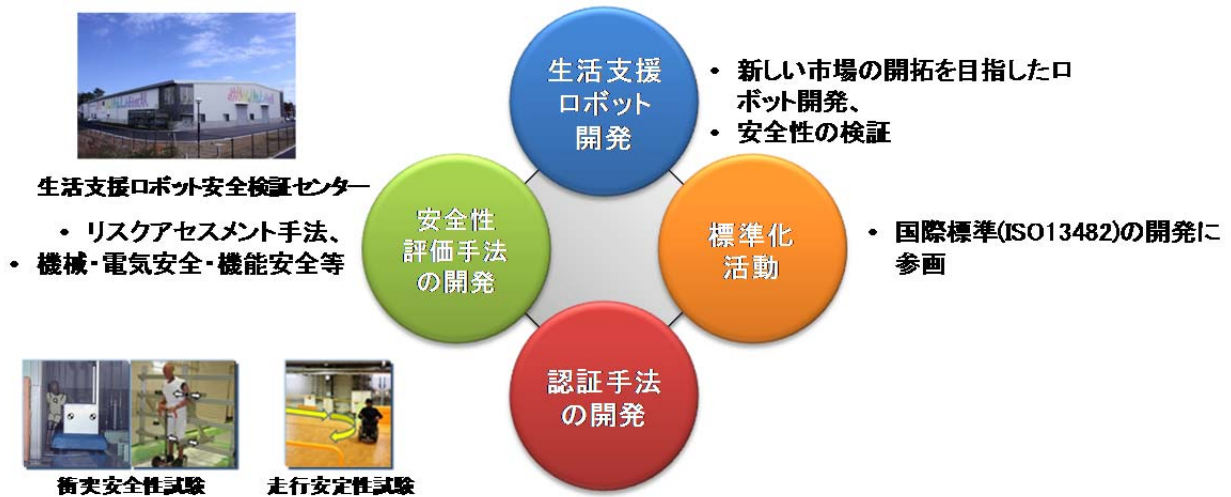 生活支援
ロボット
開発
• 新しい市場の開拓を目指したロ
ボット開発、
• 安全性の検証
生活支援ロボット安全検証センター
• リスクアセスメント手法、
• 機械・電気安全・機能安全等
安全性
評価手法
の開発
標準化
活動
• 国際標準(ISO13482)の開発に
参画
認証手法
の開発
衝突安全性試験
走行安定性試験